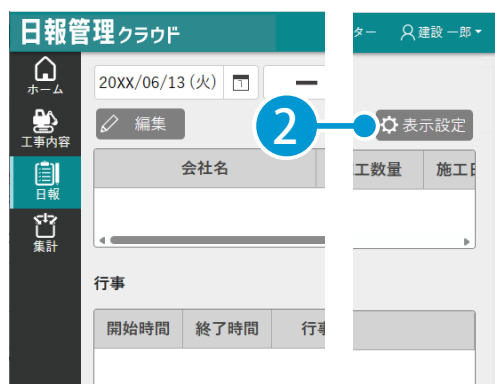 日報管理クラウド
ター 建設 一郎
ホーム
20XX/06/13 (火) 1
工事内容
編集
2
表示設定
日報
会社名
工数量
施工日
集計
行事
開始時間
終了時間
行事